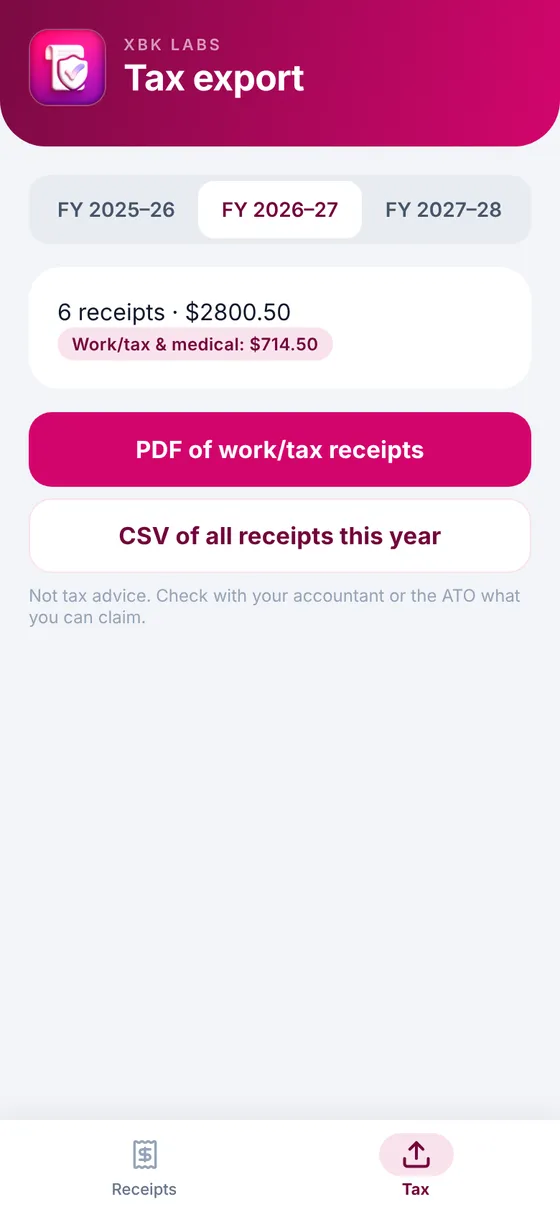 XBK LABS
Tax export
FY 2025–26
FY 2026–27
FY 2027–28
6 receipts · $2800.50
Work/tax & medical: $714.50
PDF of work/tax receipts
CSV of all receipts this year
Not tax advice. Check with your accountant or the ATO what
you can claim.
Receipts
Tax